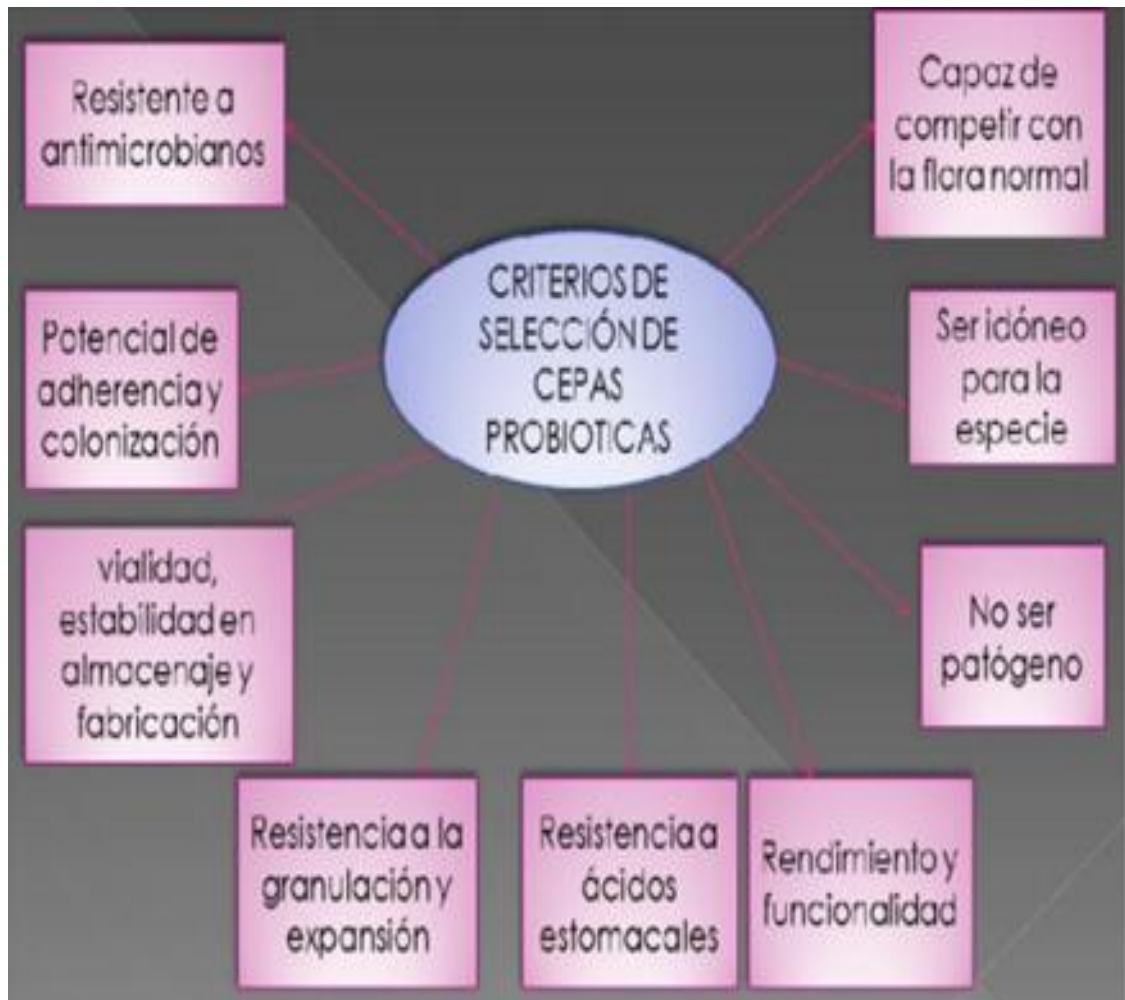 Resistente a
antimicrobianos
Capaz de
competir con
la flora normal
CRITERIOS DE
SELECCIÓN DE
CEPAS
PROBIOTICAS
Potencial de
adherencia y
colonización
Ser idóneo
para la
especie
vialidad,
estabilidad en
almacenaje y
fabricación
No ser
patógeno
Resistencia a la
granulación y
expansión
Resistencia a
ácidos
estomacales
Rendimiento y
funcionalidad